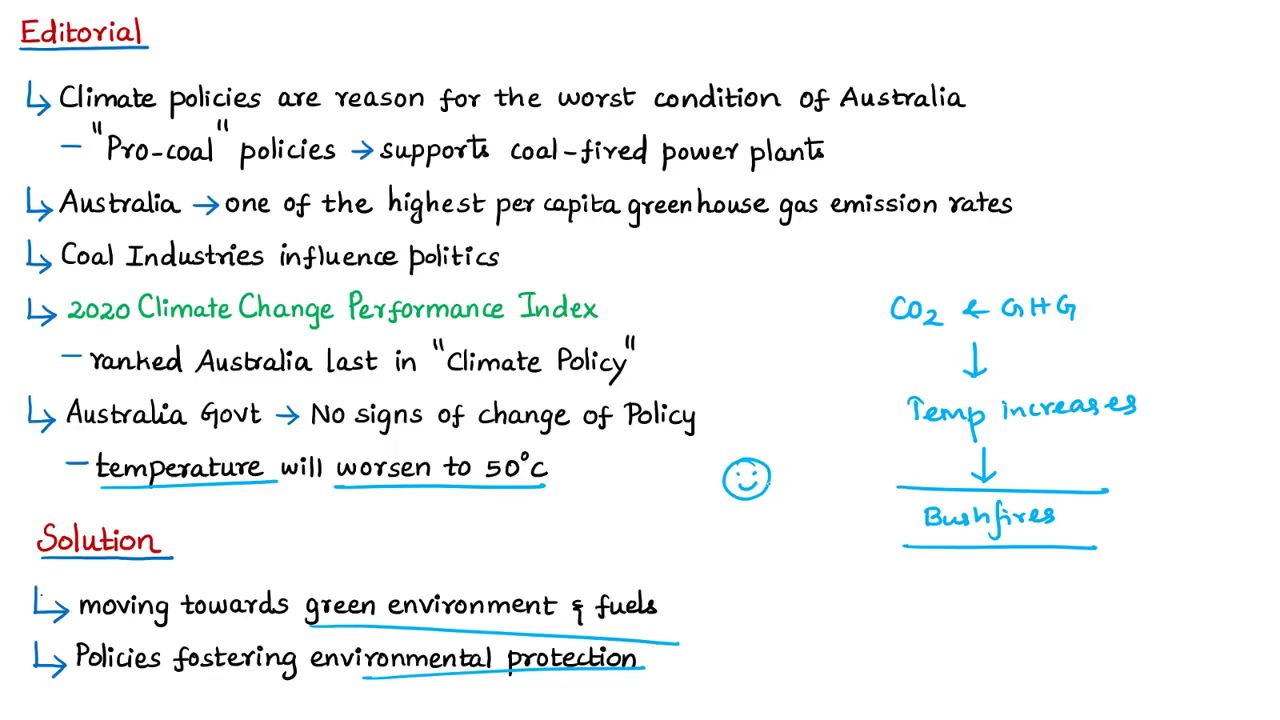 Editorial
↳ Climate policies are reason for the worst condition of Australia
– "Pro-coal" policies → supports coal-fired power plants
↳ Australia → one of the highest per capita greenhouse gas emission rates
↳ Coal Industries influence politics
↳ 2020 Climate Change Performance Index
– ranked Australia last in "Climate Policy"
↳ Australia Govt → No signs of change of Policy
– temperature will worsen to 50°c
Solution
↳ moving towards green environment & fuels
↳ Policies fostering environmental protection
CO2 ← GHG
↓
Temp increases
↓
Bushfires